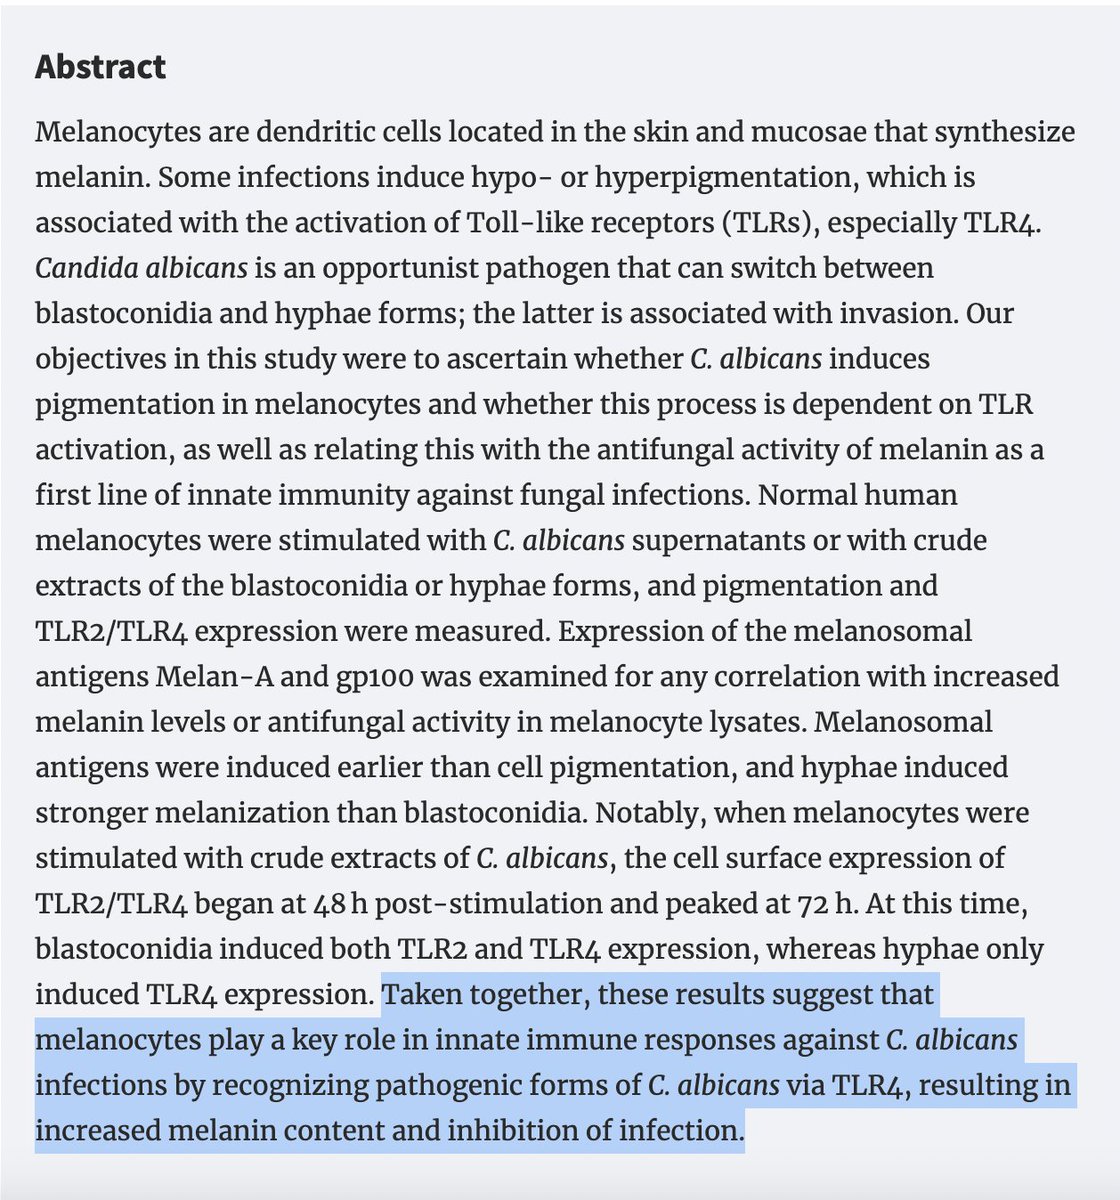 Abstract
Melanocytes are dendritic cells located in the skin and mucosae that synthesize
melanin. Some infections induce hypo- or hyperpigmentation, which is
associated with the activation of Toll-like receptors (TLRs), especially TLR4.
Candida albicans is an opportunist pathogen that can switch between
blastoconidia and hyphae forms; the latter is associated with invasion. Our
objectives in this study were to ascertain whether C. albicans induces
pigmentation in melanocytes and whether this process is dependent on TLR
activation, as well as relating this with the antifungal activity of melanin as a
first line of innate immunity against fungal infections. Normal human
melanocytes were stimulated with C. albicans supernatants or with crude
extracts of the blastoconidia or hyphae forms, and pigmentation and
TLR2/TLR4 expression were measured. Expression of the melanosomal
antigens Melan-A and gp100 was examined for any correlation with increased
melanin levels or antifungal activity in melanocyte lysates. Melanosomal
antigens were induced earlier than cell pigmentation, and hyphae induced
stronger melanization than blastoconidia. Notably, when melanocytes were
stimulated with crude extracts of C. albicans, the cell surface expression of
TLR2/TLR4 began at 48 h post-stimulation and peaked at 72 h. At this time,
blastoconidia induced both TLR2 and TLR4 expression, whereas hyphae only
induced TLR4 expression. Taken together, these results suggest that
melanocytes play a key role in innate immune responses against C. albicans
infections by recognizing pathogenic forms of C. albicans via TLR4, resulting in
increased melanin content and inhibition of infection.